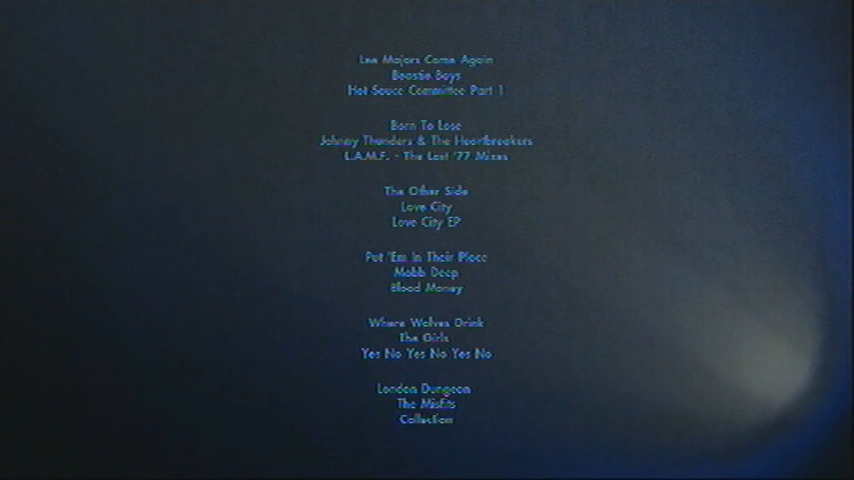 Lee Majors Come Again
Beastie Boys
Hot Sauce Committee Part 1
Born To Lose
Johnny Thunders & The Heartbreakers
L.A.M.F. - The Lost '77 Mixes
The Other Side
Love City
Love City EP
Put 'Em In Their Place
Mobb Deep
Blood Money
Where Wolves Drink
The Girls
Yes No Yes No Yes No
London Dungeon
The Misfits
Collection